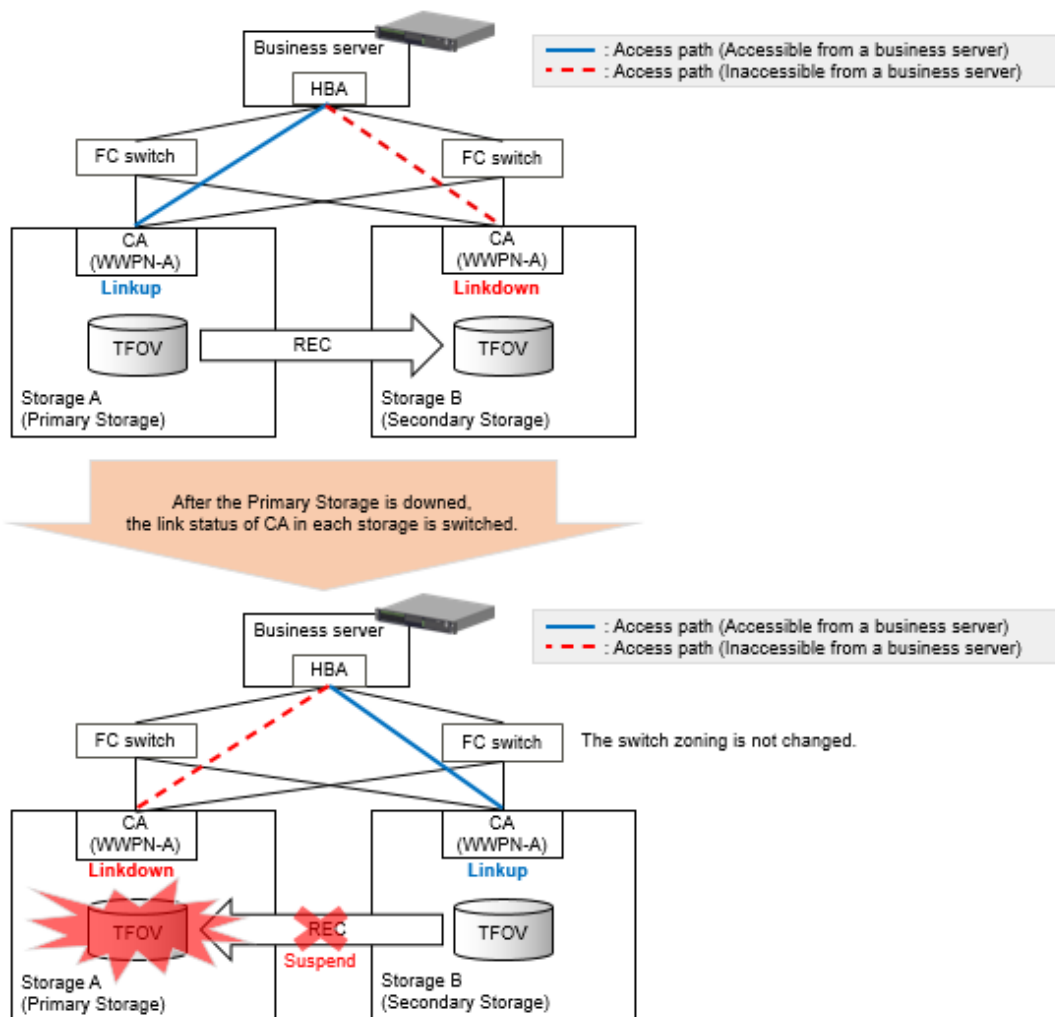 Business server
HBA
: Access path (Accessible from a business server)
: Access path (Inaccessible from a business server)
FC switch
FC switch
CA
(WWPN-A)
Linkup
CA
(WWPN-A)
Linkdown
TFOV
REC
TFOV
Storage A
(Primary Storage)
Storage B
(Secondary Storage)
After the Primary Storage is downed,
the link status of CA in each storage is switched.
Business server
HBA
: Access path (Accessible from a business server)
: Access path (Inaccessible from a business server)
FC switch
FC switch
The switch zoning is not changed.
CA
(WWPN-A)
Linkdown
CA
(WWPN-A)
Linkup
TFOV
REC
Suspend
TFOV
Storage A
(Primary Storage)
Storage B
(Secondary Storage)